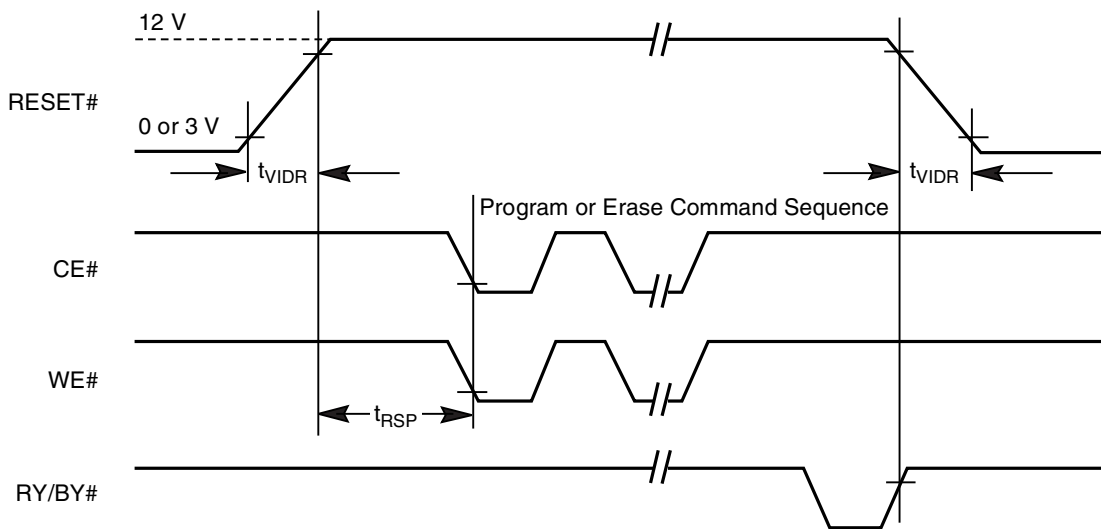 12 V
RESET#
0 or 3 V
tVIDR
tVIDR
Program or Erase Command Sequence
CE#
WE#
tRSP
RY/BY#